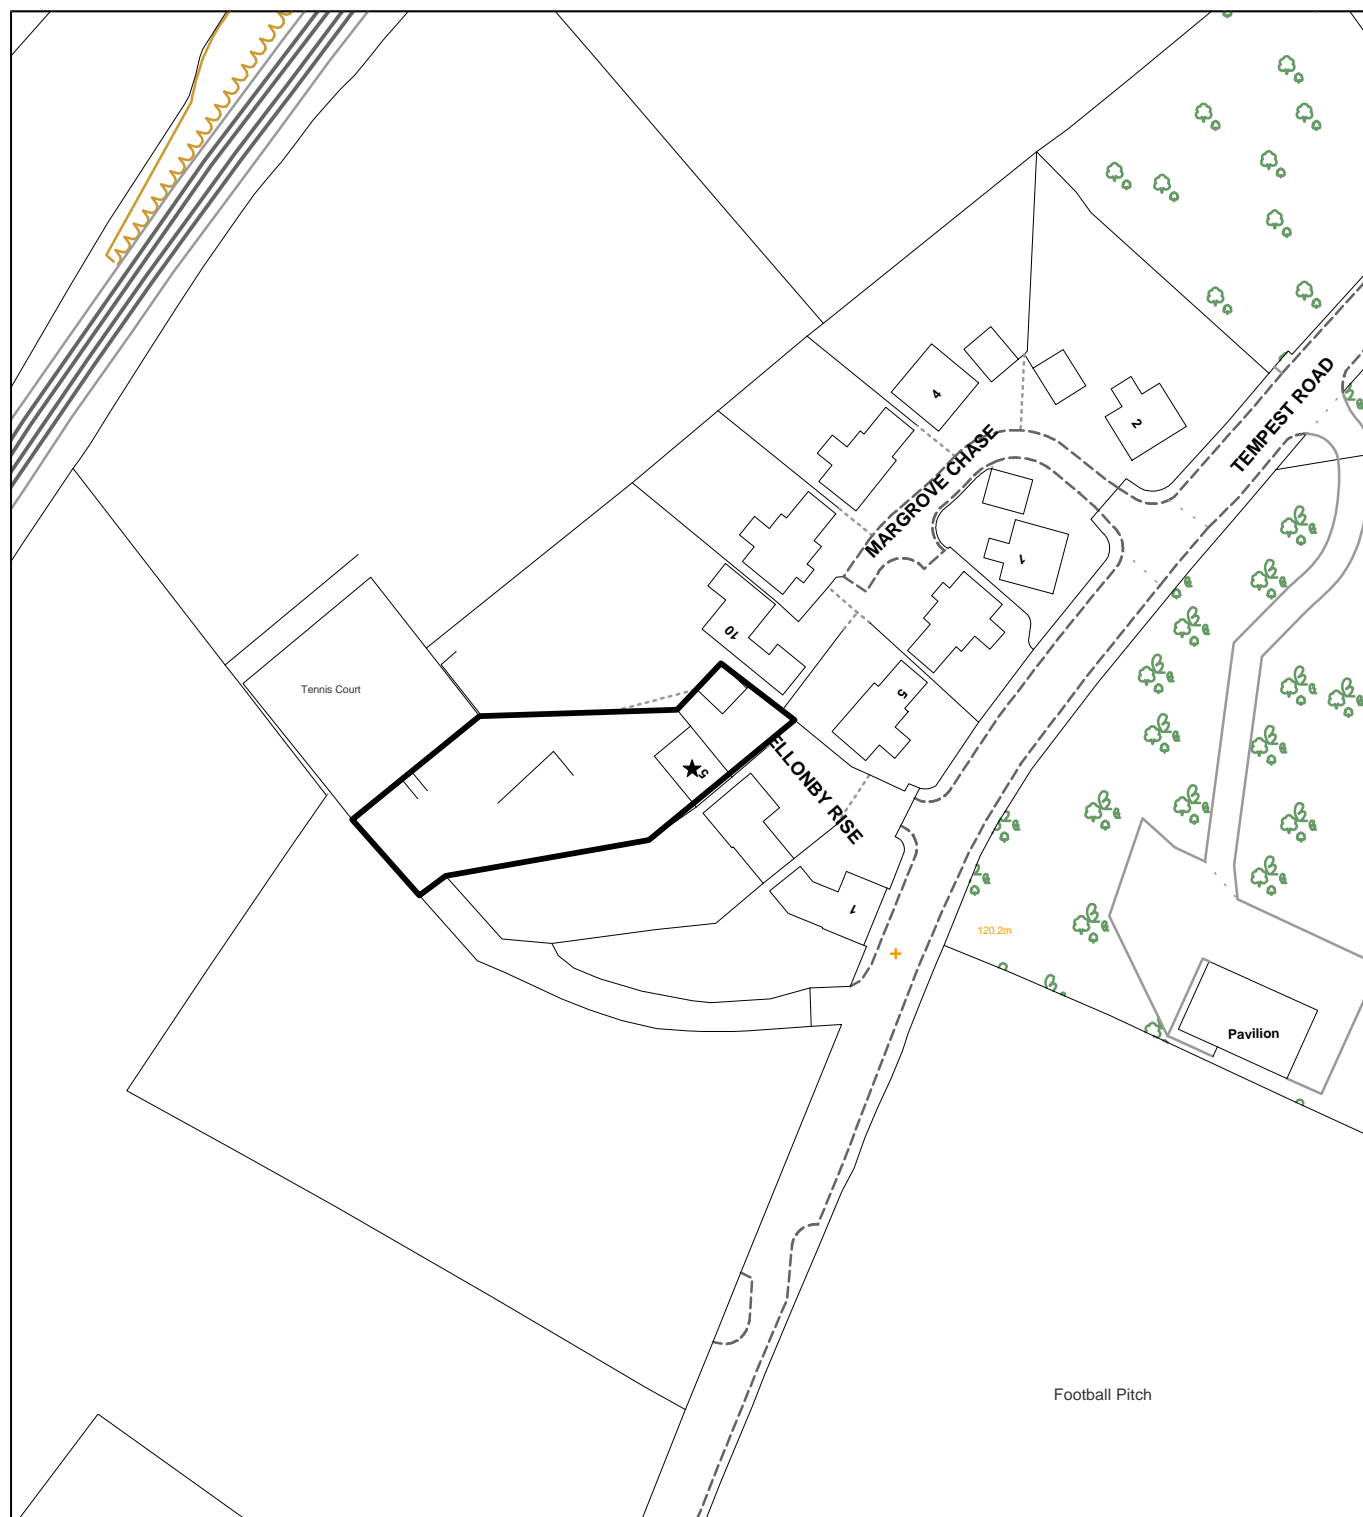 TEMPEST ROAD
4
2
MARGROVE CHASE
7
10
5
Tennis Court
5
ELLONBY RISE
1
120.2m
Pavilion
Football Pitch